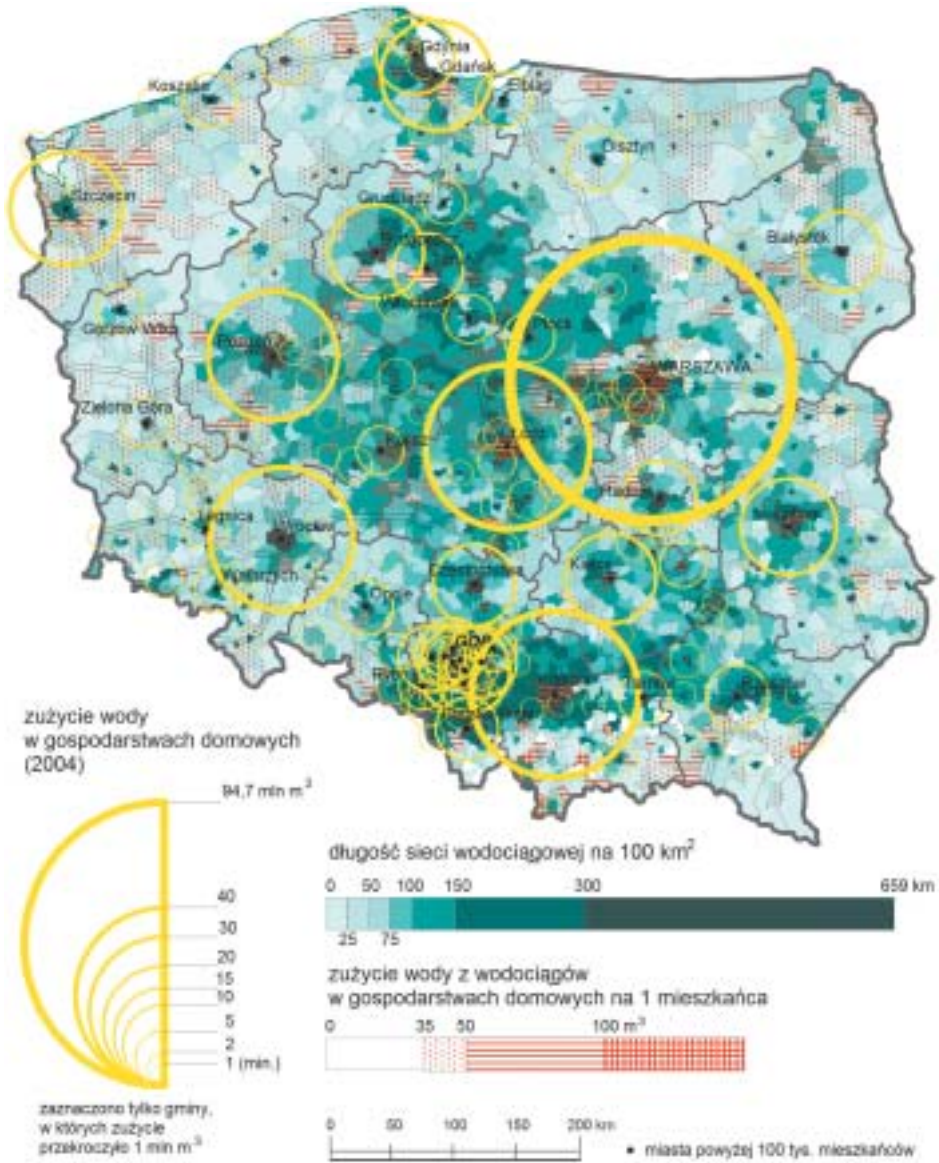 Gdynia
Gdańsk
Koszalin
Elbląg
Olsztyn
Szczecin
Grudziądz
Białystok
Gorzów Wlkp.
Płock
Poznań
WARSZAWA
Zielona Góra
Radom
Legnica
Wrocław
Wałbrzych
Częstochowa
Kielce
Opole
GOP
zużycie wody
w gospodarstwach domowych
(2004)
94,7 mln m³
40
30
20
15
10
5
2
1 (min.)
zaznaczono tylko gminy,
w których zużycie
przekroczyło 1 mln m³
długość sieci wodociągowej na 100 km²
0 50 100 150 300 659 km
25 75
zużycie wody z wodociągów
w gospodarstwach domowych na 1 mieszkańca
0 35 50 100 m³
0 50 100 150 200 km
• miasta powyżej 100 tys. mieszkańców